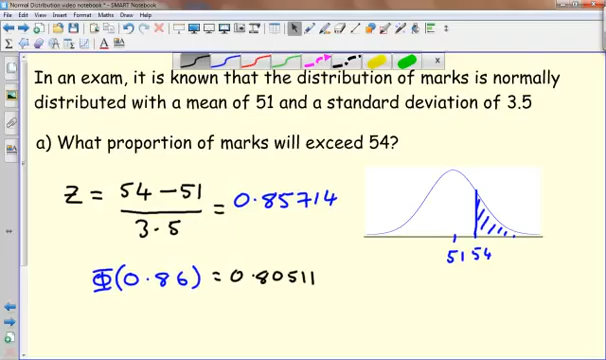 Normal Distribution video notebook * - SMART Notebook
File Edit View Insert Format Math Draw Help
In an exam, it is known that the distribution of marks is normally
distributed with a mean of 51 and a standard deviation of 3.5
a) What proportion of marks will exceed 54?
Z = 54 - 51 / 3.5 = 0.85714
51 54
Φ(0.86) = 0.80511